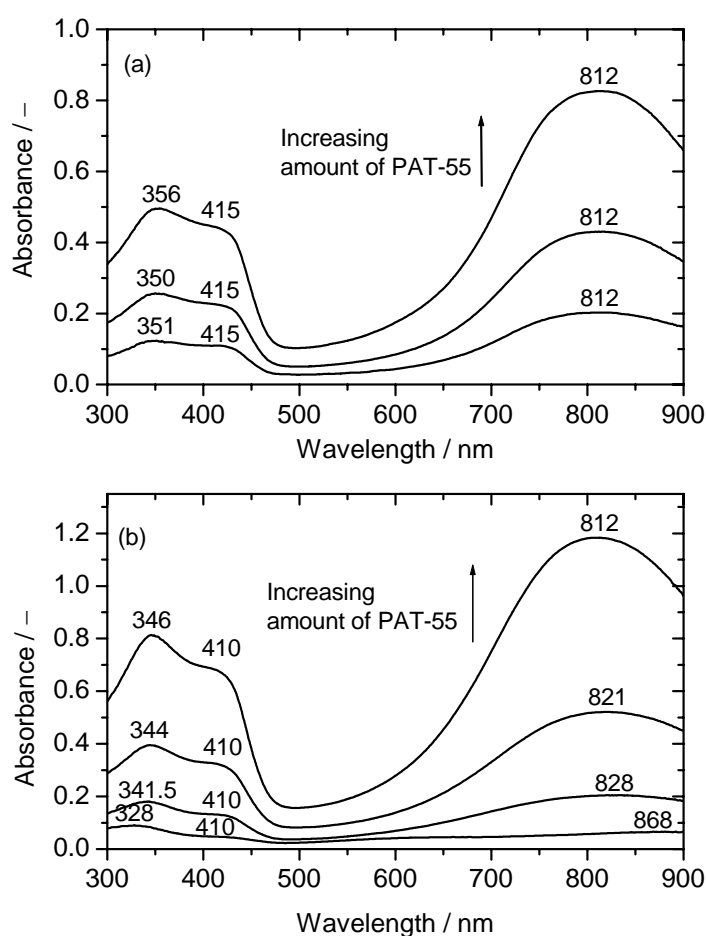 (a)
Increasing
amount of PAT-55
812
812
812
356
415
350
415
351
415
Absorbance / –
1.0
0.8
0.6
0.4
0.2
0.0
300 400 500 600 700 800 900
Wavelength / nm
(b)
Increasing
amount of PAT-55
812
821
828
868
346
410
344
410
341.5
410
328
410
Absorbance / –
1.2
1.0
0.8
0.6
0.4
0.2
0.0
300 400 500 600 700 800 900
Wavelength / nm